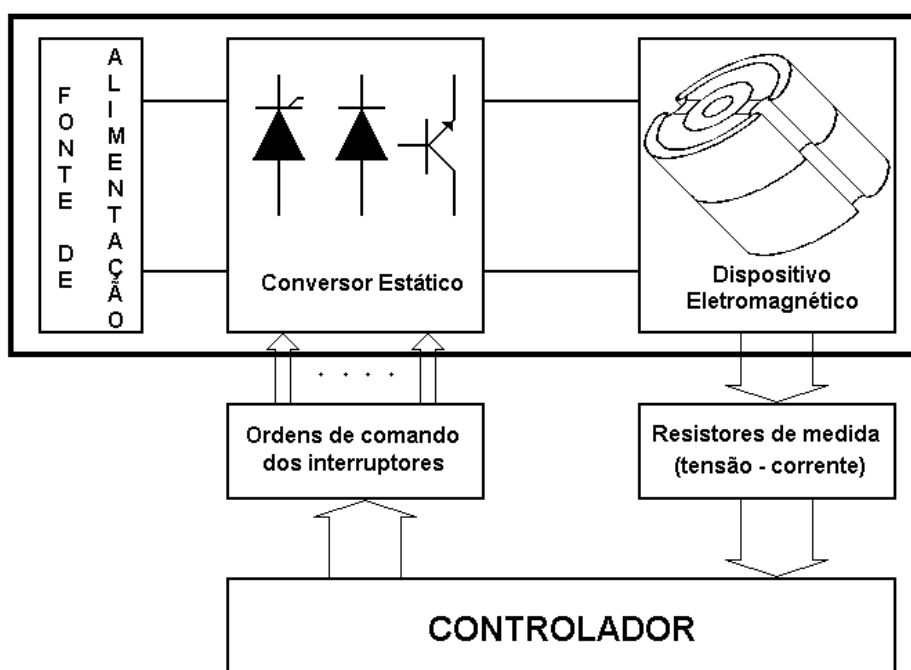 FONTE DE
ALIMENTAÇÃO
Conversor Estático
Dispositivo
Eletromagnético
Ordens de comando
dos interruptores
Resistores de medida
(tensão - corrente)
CONTROLADOR